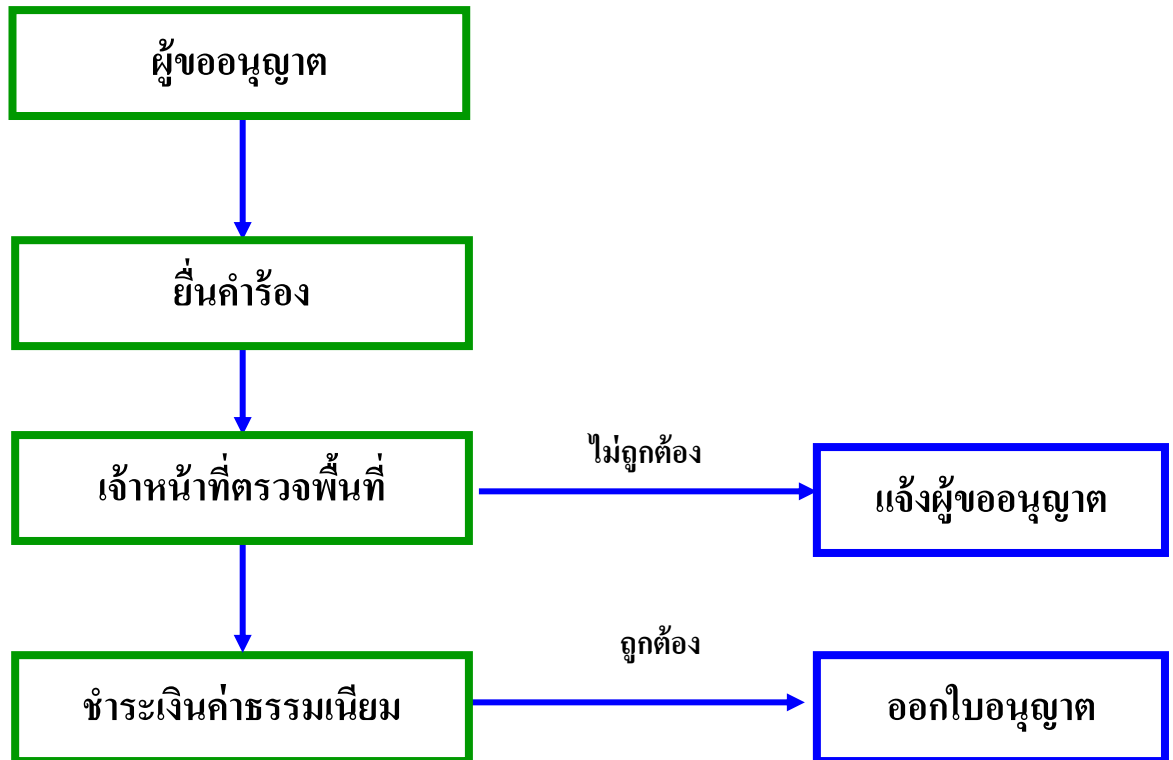 ผู้ขออนุญาต
ยื่นคำร้อง
เจ้าหน้าที่ตรวจพื้นที่
ไม่ถูกต้อง
แจ้งผู้ขออนุญาต
ชำระเงินค่าธรรมเนียม
ถูกต้อง
ออกใบอนุญาต